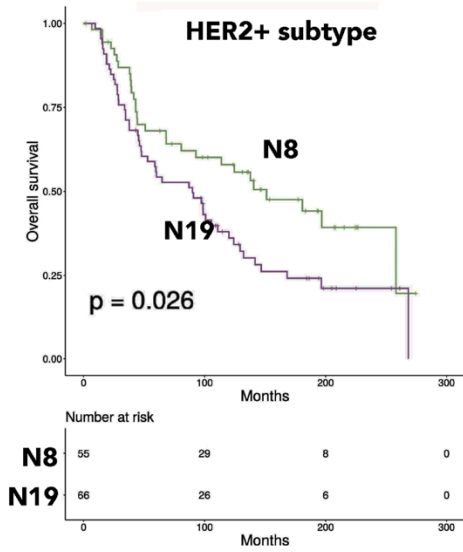 HER2+ subtype
1.00
0.75
0.50
0.25
0.00
Overall survival
N8
N19
p = 0.026
0 100 200 300
Months
Number at risk
N8 55 29 8 0
N19 66 26 6 0
0 100 200 300
Months